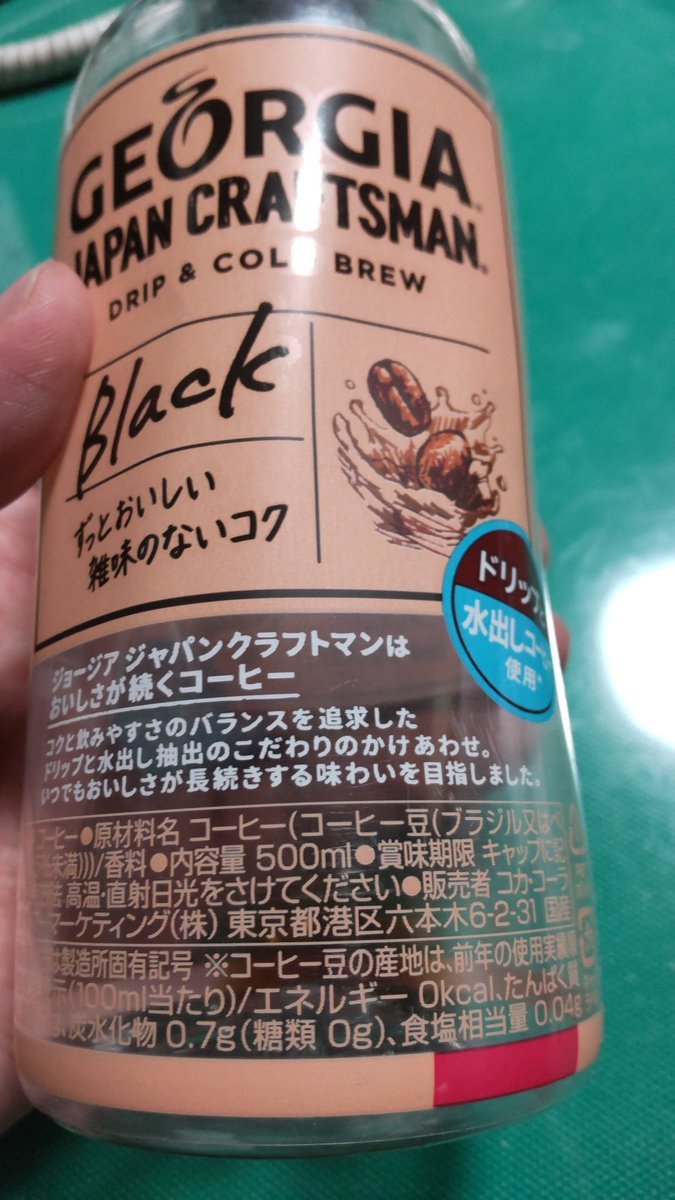 GEORGIA
JAPAN CRAFTSMAN
DRIP & COLD BREW
Black
ずっとおいしい
雑味のないコク
ドリップ
水出しコーヒー
使用
ジョージア ジャパンクラフトマンは
おいしさが続くコーヒー
コクと飲みやすさのバランスを追求した
ドリップと水出し抽出のこだわりのかけあわせ。
いつでもおいしさが長続きする味わいを目指しました。
コーヒー●原材料名 コーヒー(コーヒー豆(ブラジル又はペ
未満)))/香料●内容量 500ml●賞味期限 キャップに記
高温・直射日光をさけてください●販売者 コカ・コーラ
マーケティング(株) 東京都港区六本木6-2-31 国産
製造所固有記号 ※コーヒー豆の産地は、前年の使用実績順
(100ml当たり)/エネルギー 0kcal、たんぱく質
炭水化物 0.7g(糖類 0g)、食塩相当量 0.04g